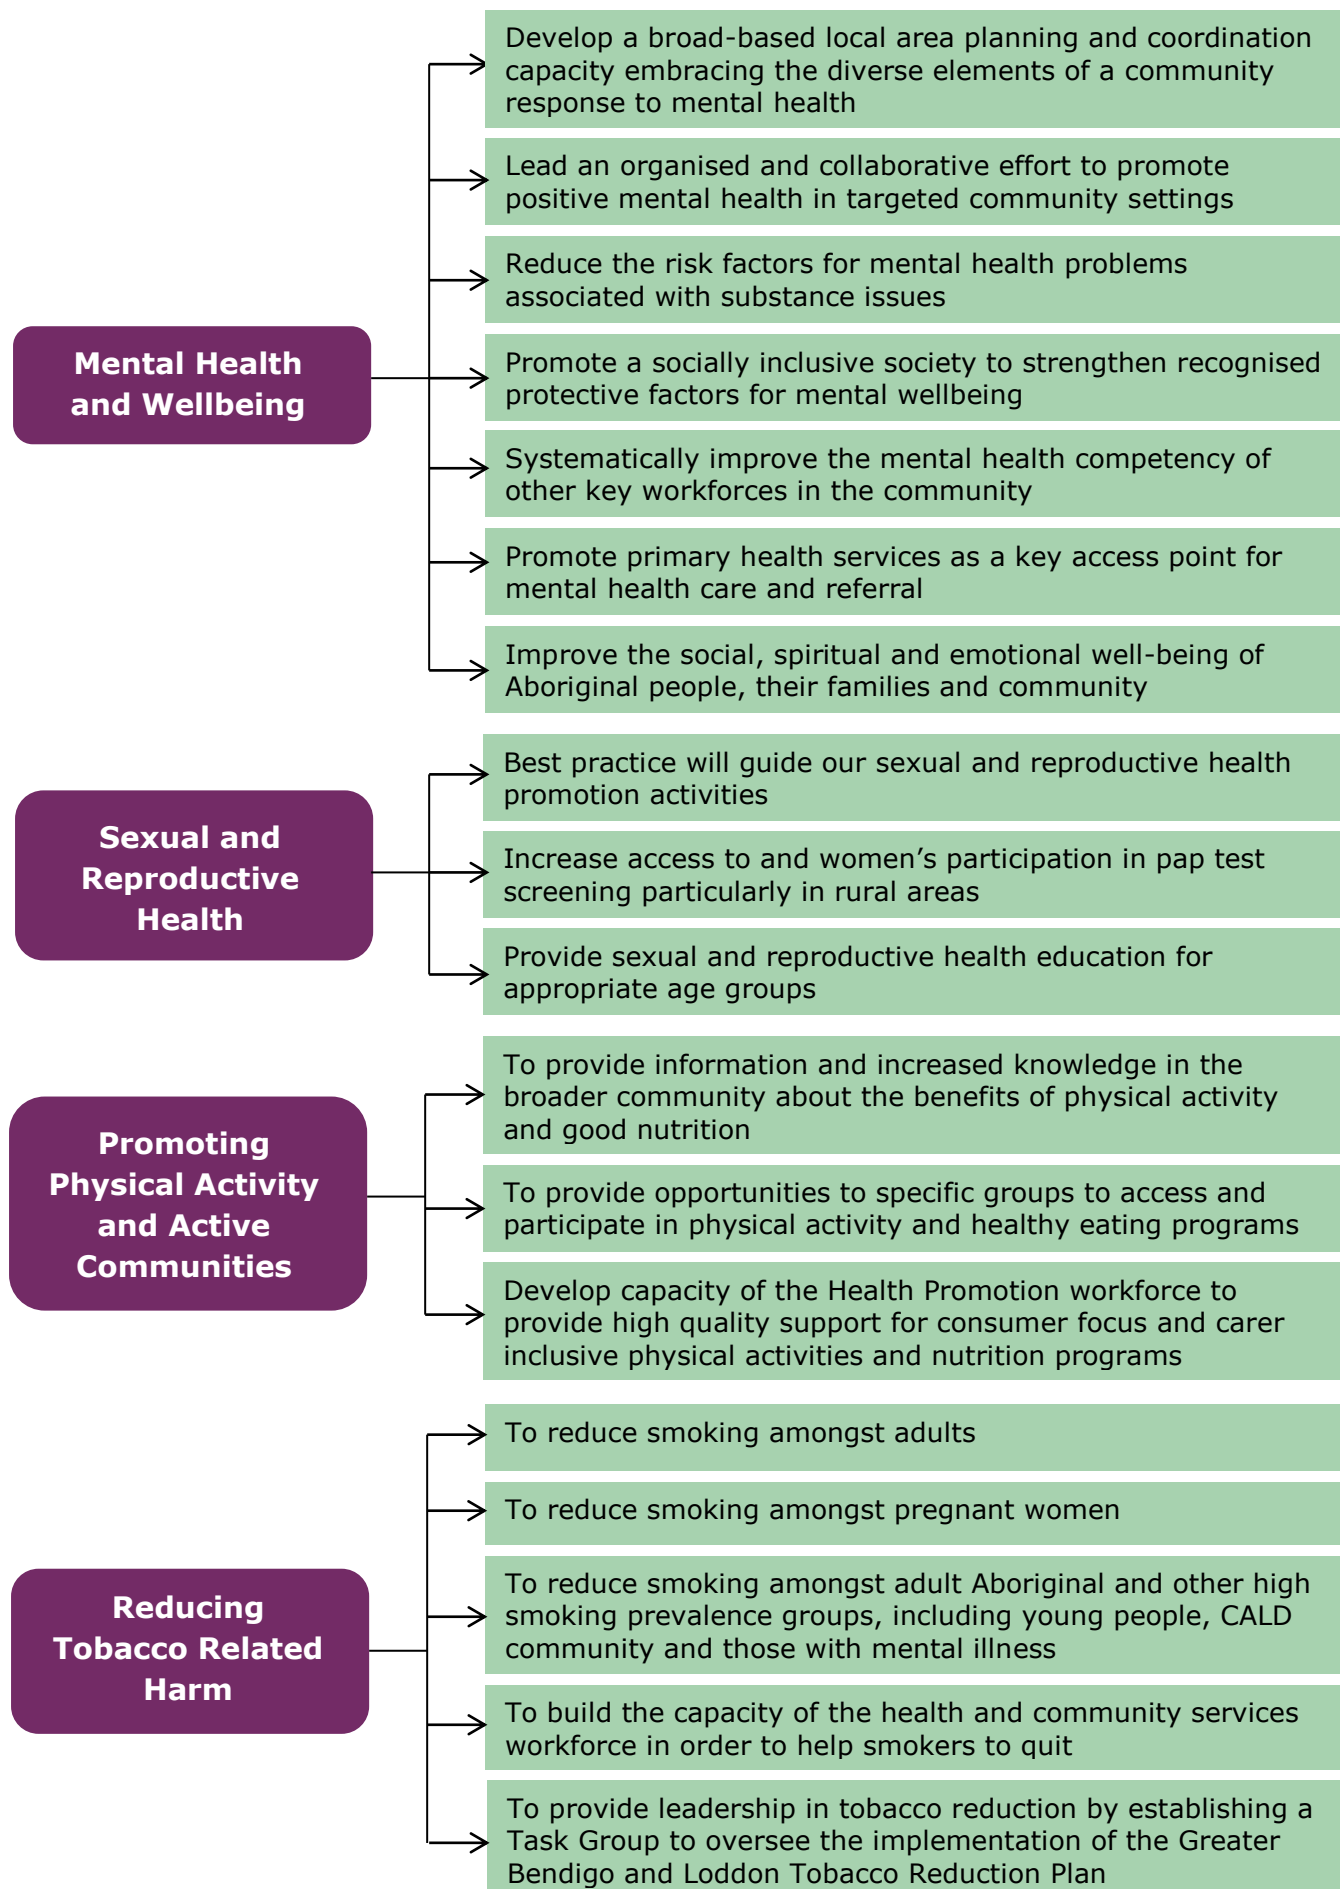 Develop a broad-based local area planning and coordination
capacity embracing the diverse elements of a community
response to mental health
Lead an organised and collaborative effort to promote
positive mental health in targeted community settings
Reduce the risk factors for mental health problems
associated with substance issues
Mental Health
and Wellbeing
Promote a socially inclusive society to strengthen recognised
protective factors for mental wellbeing
Systematically improve the mental health competency of
other key workforces in the community
Promote primary health services as a key access point for
mental health care and referral
Improve the social, spiritual and emotional well-being of
Aboriginal people, their families and community
Sexual and
Reproductive
Health
Best practice will guide our sexual and reproductive health
promotion activities
Increase access to and women’s participation in pap test
screening particularly in rural areas
Provide sexual and reproductive health education for
appropriate age groups
Promoting
Physical Activity
and Active
Communities
To provide information and increased knowledge in the
broader community about the benefits of physical activity
and good nutrition
To provide opportunities to specific groups to access and
participate in physical activity and healthy eating programs
Develop capacity of the Health Promotion workforce to
provide high quality support for consumer focus and carer
inclusive physical activities and nutrition programs
Reducing
Tobacco Related
Harm
To reduce smoking amongst adults
To reduce smoking amongst pregnant women
To reduce smoking amongst adult Aboriginal and other high
smoking prevalence groups, including young people, CALD
community and those with mental illness
To build the capacity of the health and community services
workforce in order to help smokers to quit
To provide leadership in tobacco reduction by establishing a
Task Group to oversee the implementation of the Greater
Bendigo and Loddon Tobacco Reduction Plan